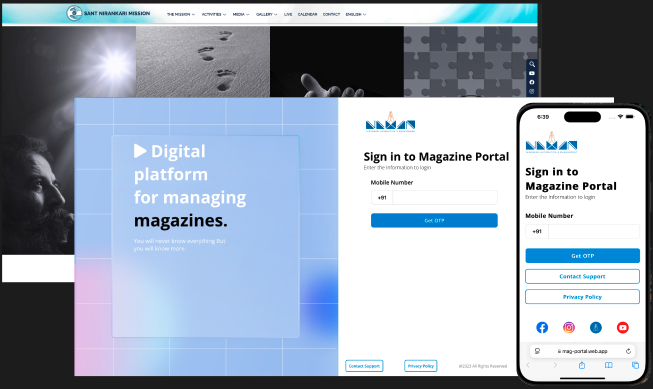 SANT NIRANKARI MISSION
THE MISSION
ACTIVITIES
MEDIA
GALLERY
LIVE
CALENDAR
CONTACT
ENGLISH
Digital
platform
for managing
magazines.
You will never know everything But
you will know more.
Sign in to Magazine Portal
Enter the information to login
Mobile Number
+91
Get OTP
Contact Support
Privacy Policy
©2023 All Rights Reserved
6:39
Sign in to
Magazine Portal
Enter the information to login
Mobile Number
+91
Get OTP
Contact Support
Privacy Policy
mag-portal.web.app